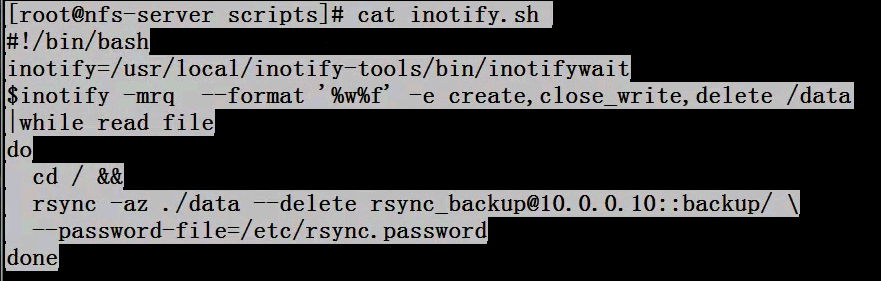 [root@nfs-server scripts]# cat inotify.sh
#!/bin/bash
inotify=/usr/local/inotify-tools/bin/inotifywait
$inotify -mrq  --format '%w%f' -e create,close_write,delete /data
|while read file
do
  cd / &&
  rsync -az ./data --delete rsync_backup@10.0.0.10::backup/ \
  --password-file=/etc/rsync.password
done